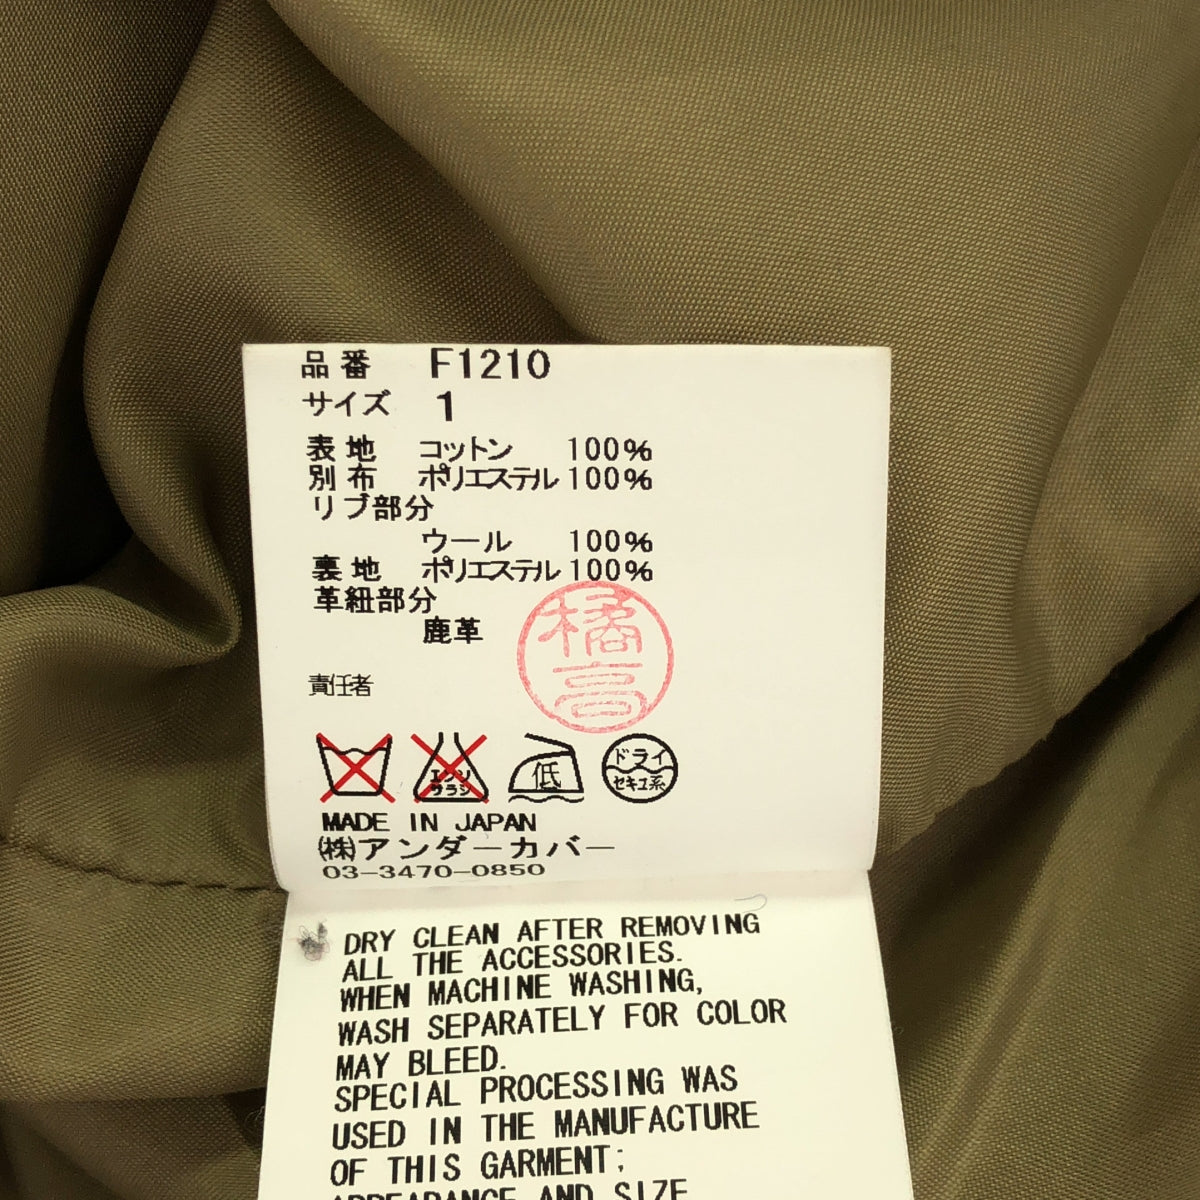 品番 F1210
サイズ 1
表地 コットン 100%
別布 ポリエステル 100%
リブ部分
ウール 100%
裏地 ポリエステル 100%
革紐部分
鹿革
責任者
橘高
エンソサラシ
低
ドライ
セキユ系
MADE IN JAPAN
㈱アンダーカバー
03-3470-0850
DRY CLEAN AFTER REMOVING
ALL THE ACCESSORIES.
WHEN MACHINE WASHING,
WASH SEPARATELY FOR COLOR
MAY BLEED.
SPECIAL PROCESSING WAS
USED IN THE MANUFACTURE
OF THIS GARMENT;
APPEARANCE AND SIZE